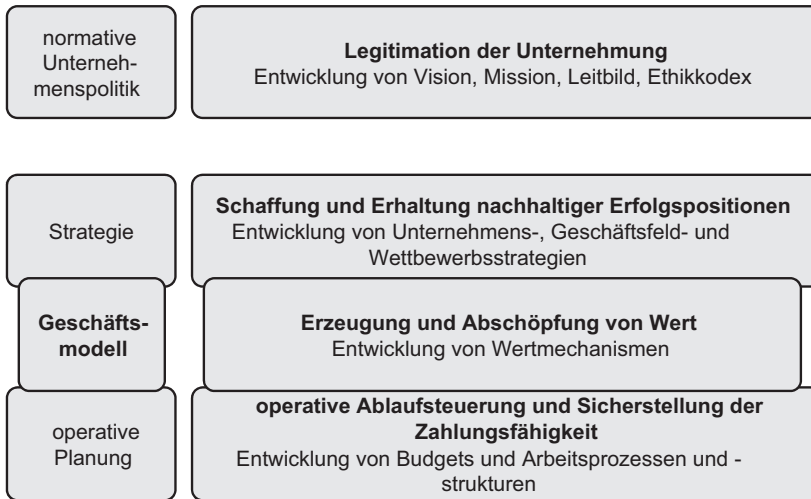 normative
Unterneh-
menspolitik
Legitimation der Unternehmung
Entwicklung von Vision, Mission, Leitbild, Ethikkodex
Strategie
Schaffung und Erhaltung nachhaltiger Erfolgspositionen
Entwicklung von Unternehmens-, Geschäftsfeld- und
Wettbewerbsstrategien
Geschäfts-
modell
Erzeugung und Abschöpfung von Wert
Entwicklung von Wertmechanismen
operative
Planung
operative Ablaufsteuerung und Sicherstellung der
Zahlungsfähigkeit
Entwicklung von Budgets und Arbeitsprozessen und -
strukturen